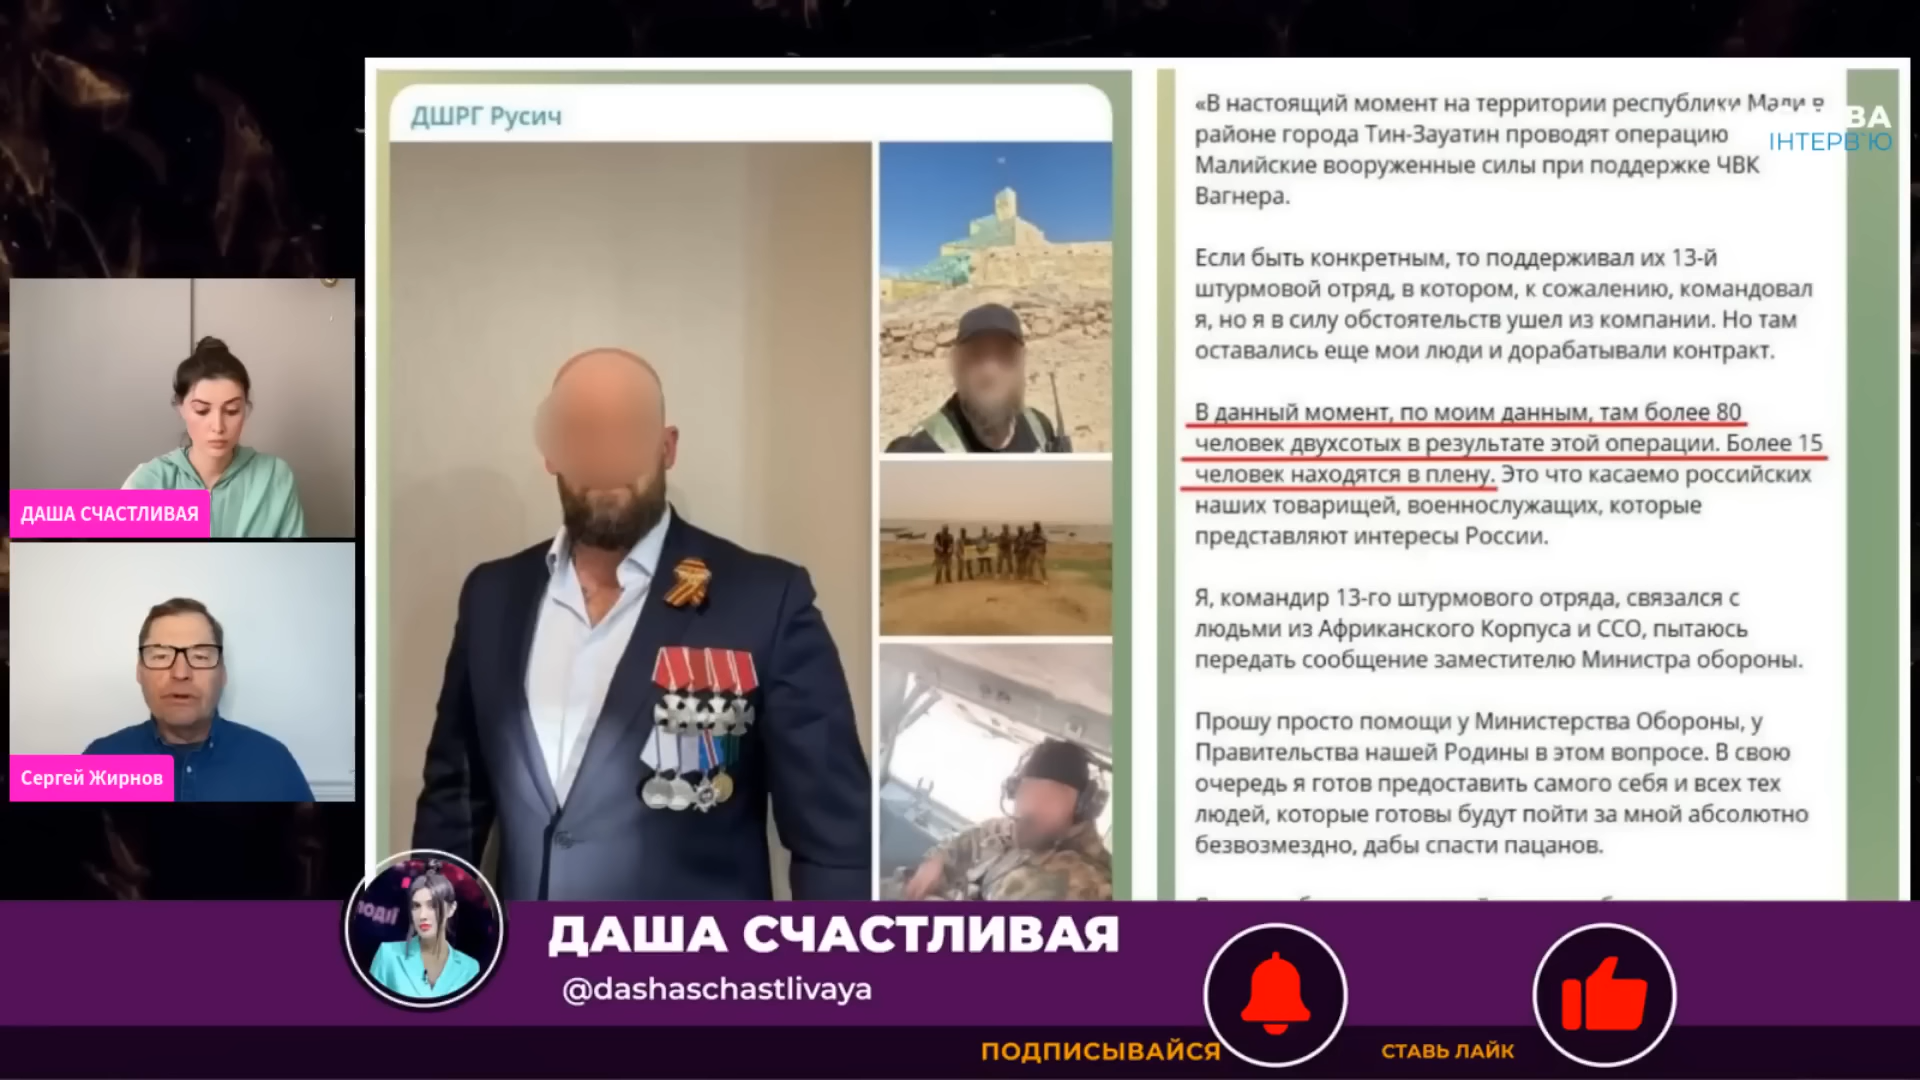 ДШРГ Русич
«В настоящий момент на территории республики Мали в
районе города Тин-Зауатин проводят операцию
Малийские вооруженные силы при поддержке ЧВК
Вагнера.
Если быть конкретным, то поддерживал их 13-й
штурмовой отряд, в котором, к сожалению, командовал
я, но я в силу обстоятельств ушел из компании. Но там
оставались еще мои люди и дорабатывали контракт.
В данный момент, по моим данным, там более 80
человек двухсотых в результате этой операции. Более 15
человек находятся в плену. Это что касаемо российских
наших товарищей, военнослужащих, которые
представляют интересы России.
Я, командир 13-го штурмового отряда, связался с
людьми из Африканского Корпуса и ССО, пытаюсь
передать сообщение заместителю Министра обороны.
Прошу просто помощи у Министерства Обороны, у
Правительства нашей Родины в этом вопросе. В свою
очередь я готов предоставить самого себя и всех тех
людей, которые готовы будут пойти за мной абсолютно
безвозмездно, дабы спасти пацанов.
ІНТЕРВ'Ю
ДАША СЧАСТЛИВАЯ
Сергей Жирнов
ПОДІЇ
ДАША СЧАСТЛИВАЯ
@dashaschastlivaya
ПОДПИСЫВАЙСЯ
СТАВЬ ЛАЙК